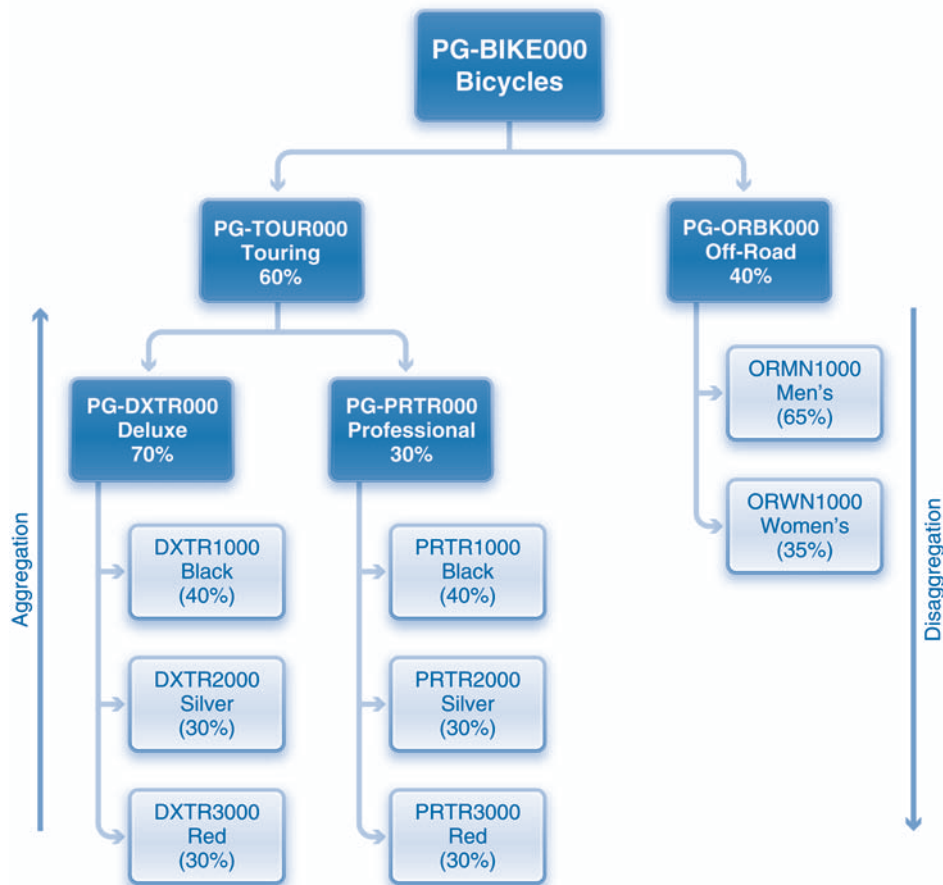 PG-BIKE000
Bicycles
PG-TOUR000
Touring
60%
PG-ORBK000
Off-Road
40%
PG-DXTR000
Deluxe
70%
PG-PRTR000
Professional
30%
ORMN1000
Men's
(65%)
ORWN1000
Women's
(35%)
DXTR1000
Black
(40%)
PRTR1000
Black
(40%)
DXTR2000
Silver
(30%)
PRTR2000
Silver
(30%)
DXTR3000
Red
(30%)
PRTR3000
Red
(30%)
Aggregation
Disaggregation